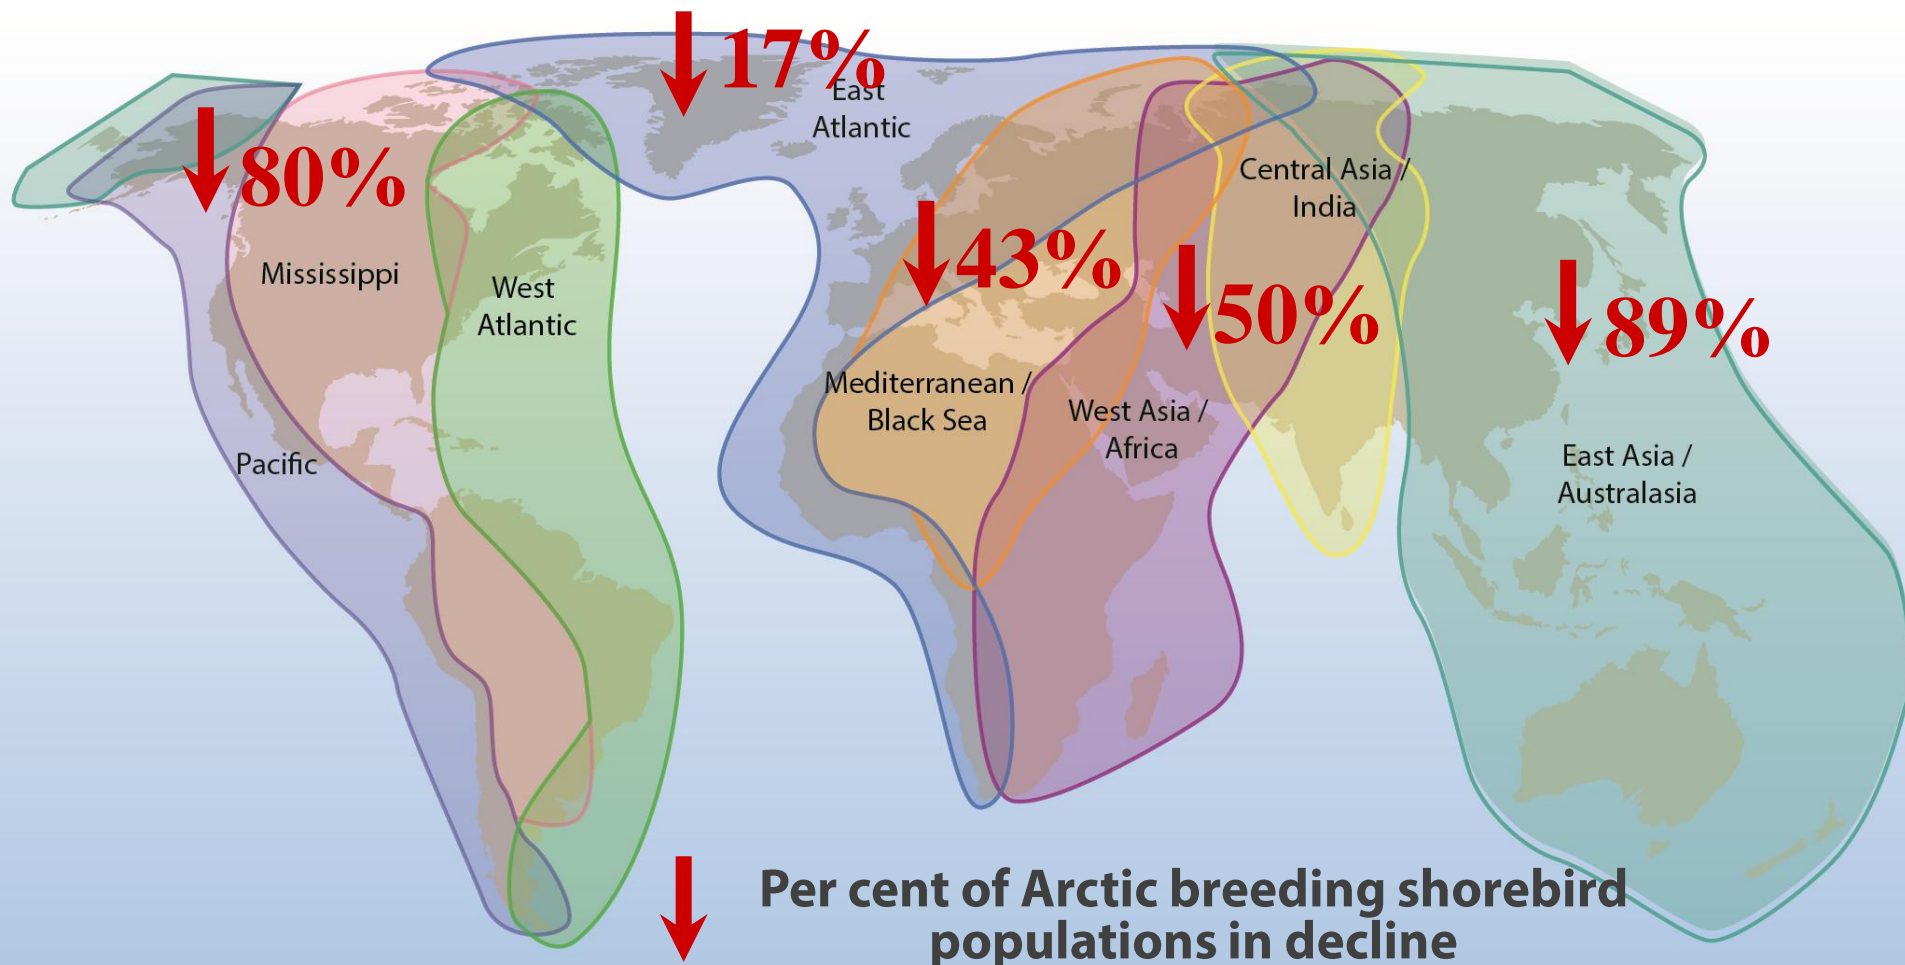 17%
East
Atlantic
80%
Central Asia /
India
Mississippi
43%
West
Atlantic
50%
89%
Mediterranean /
Black Sea
West Asia /
Africa
Pacific
East Asia /
Australasia
Per cent of Arctic breeding shorebird
populations in decline